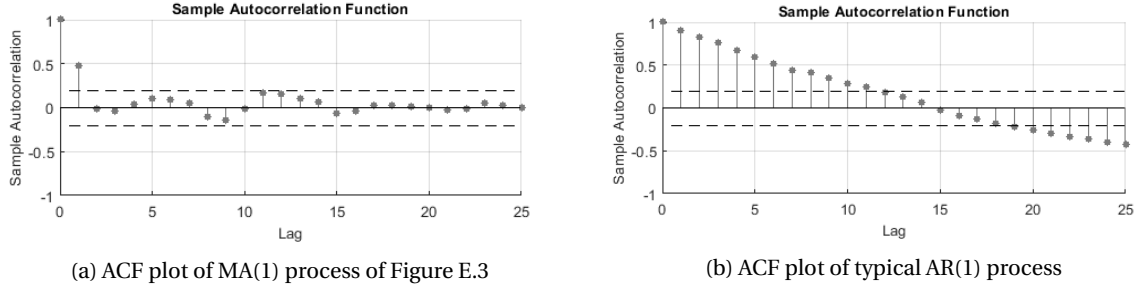 Sample Autocorrelation Function
1
0.5
0
-0.5
-1
Sample Autocorrelation
0 5 10 15 20 25
Lag
(a) ACF plot of MA(1) process of Figure E.3
Sample Autocorrelation Function
1
0.5
0
-0.5
-1
Sample Autocorrelation
0 5 10 15 20 25
Lag
(b) ACF plot of typical AR(1) process